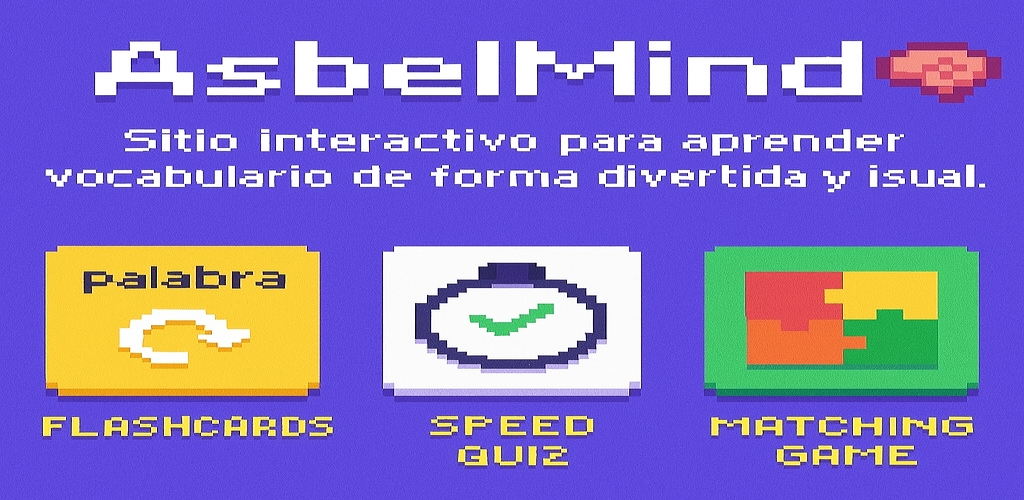 AsbelMind
Sitio interactivo para aprender
vocabulario de forma divertida y isual.
palabra
FLASHCARDS
SPEED
QUIZ
MATCHING
GAME